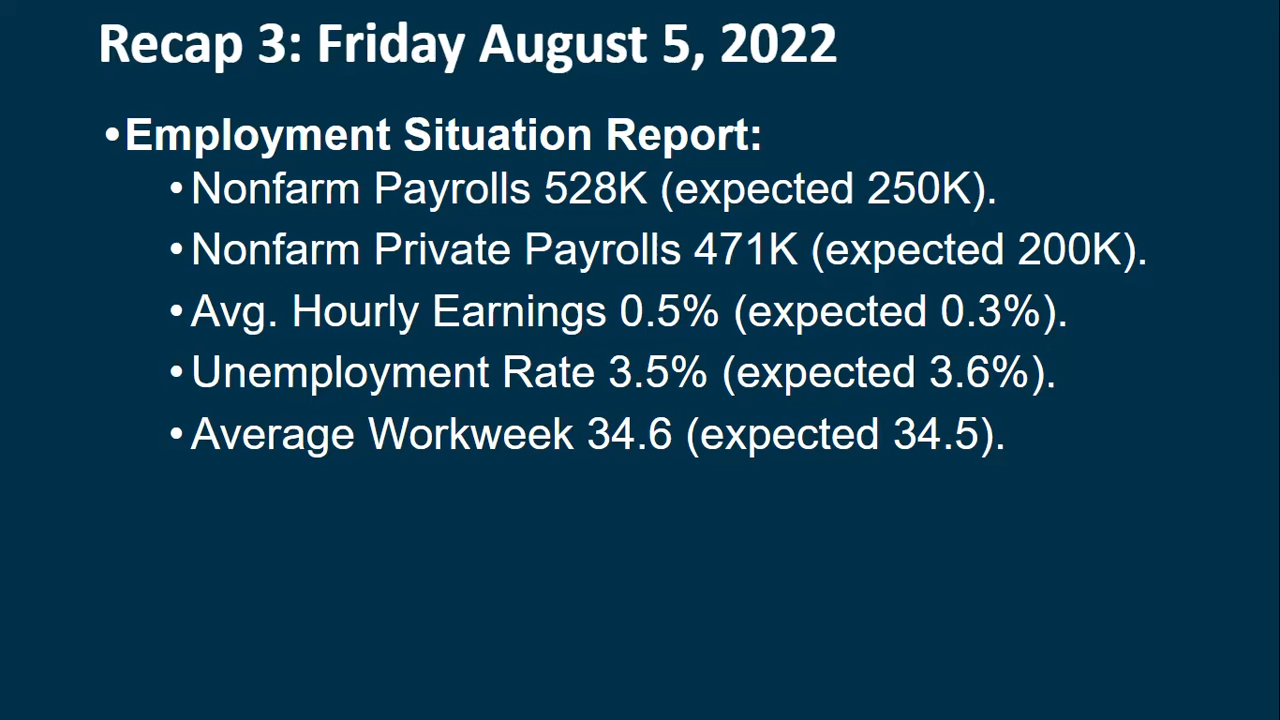 Recap 3: Friday August 5, 2022
•Employment Situation Report:
•Nonfarm Payrolls 528K (expected 250K).
•Nonfarm Private Payrolls 471K (expected 200K).
•Avg. Hourly Earnings 0.5% (expected 0.3%).
•Unemployment Rate 3.5% (expected 3.6%).
•Average Workweek 34.6 (expected 34.5).